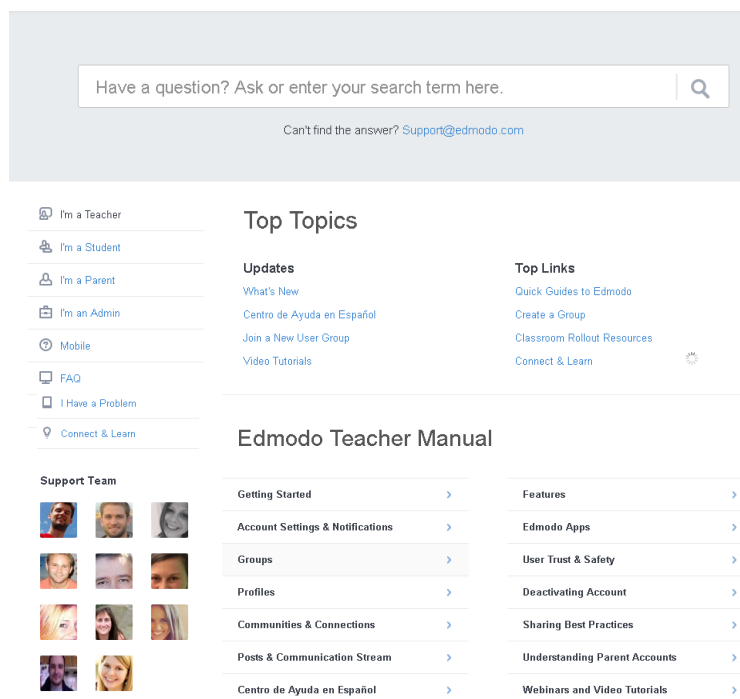 Have a question? Ask or enter your search term here.
Can't find the answer? Support@edmodo.com
I'm a Teacher
I'm a Student
I'm a Parent
I'm an Admin
Mobile
FAQ
I Have a Problem
Connect & Learn
Support Team
Top Topics
Updates
What's New
Centro de Ayuda en Español
Join a New User Group
Video Tutorials
Top Links
Quick Guides to Edmodo
Create a Group
Classroom Rollout Resources
Connect & Learn
Edmodo Teacher Manual
Getting Started
Account Settings & Notifications
Groups
Profiles
Communities & Connections
Posts & Communication Stream
Centro de Ayuda en Español
Features
Edmodo Apps
User Trust & Safety
Deactivating Account
Sharing Best Practices
Understanding Parent Accounts
Webinars and Video Tutorials